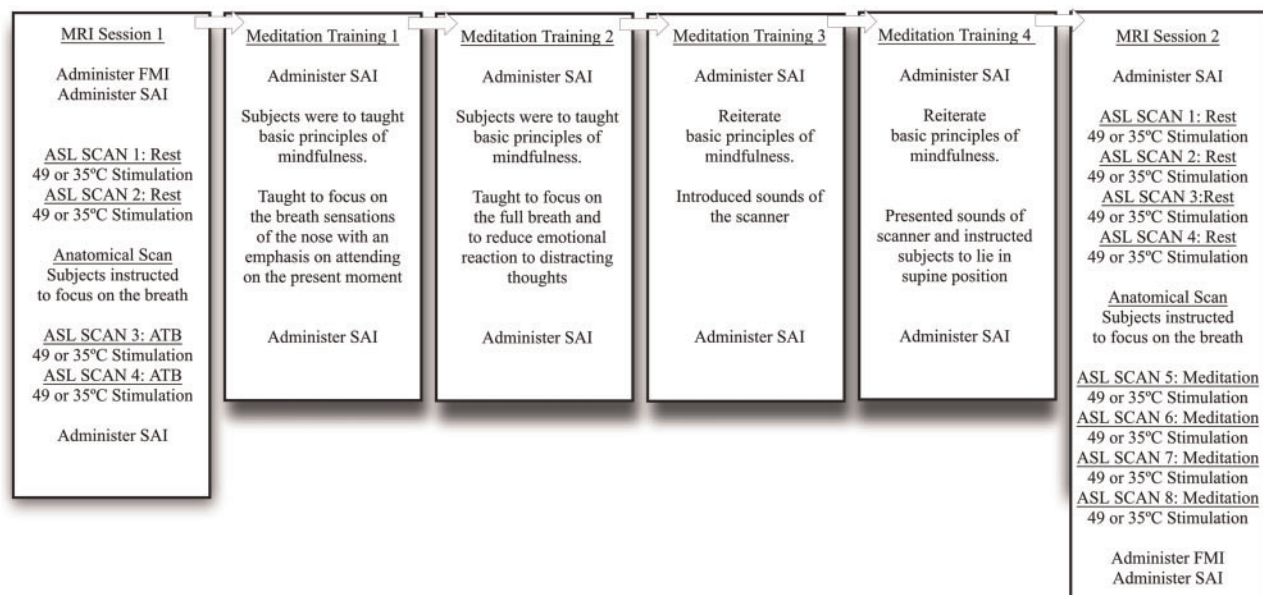 MRI Session 1
Administer FMI
Administer SAI
ASL SCAN 1: Rest
49 or 35ºC Stimulation
ASL SCAN 2: Rest
49 or 35ºC Stimulation
Anatomical Scan
Subjects instructed
to focus on the breath
ASL SCAN 3: ATB
49 or 35ºC Stimulation
ASL SCAN 4: ATB
49 or 35ºC Stimulation
Administer SAI
Meditation Training 1
Administer SAI
Subjects were to taught
basic principles of
mindfulness.
Taught to focus on
the breath sensations
of the nose with an
emphasis on attending
on the present moment
Administer SAI
Meditation Training 2
Administer SAI
Subjects were to taught
basic principles of
mindfulness.
Taught to focus on
the full breath and
to reduce emotional
reaction to distracting
thoughts
Administer SAI
Meditation Training 3
Administer SAI
Reiterate
basic principles of
mindfulness.
Introduced sounds of
the scanner
Administer SAI
Meditation Training 4
Administer SAI
Reiterate
basic principles of
mindfulness.
Presented sounds of
scanner and instructed
subjects to lie in
supine position
Administer SAI
MRI Session 2
Administer SAI
ASL SCAN 1: Rest
49 or 35ºC Stimulation
ASL SCAN 2: Rest
49 or 35ºC Stimulation
ASL SCAN 3:Rest
49 or 35ºC Stimulation
ASL SCAN 4: Rest
49 or 35ºC Stimulation
Anatomical Scan
Subjects instructed
to focus on the breath
ASL SCAN 5: Meditation
49 or 35ºC Stimulation
ASL SCAN 6: Meditation
49 or 35ºC Stimulation
ASL SCAN 7: Meditation
49 or 35ºC Stimulation
ASL SCAN 8: Meditation
49 or 35ºC Stimulation
Administer FMI
Administer SAI